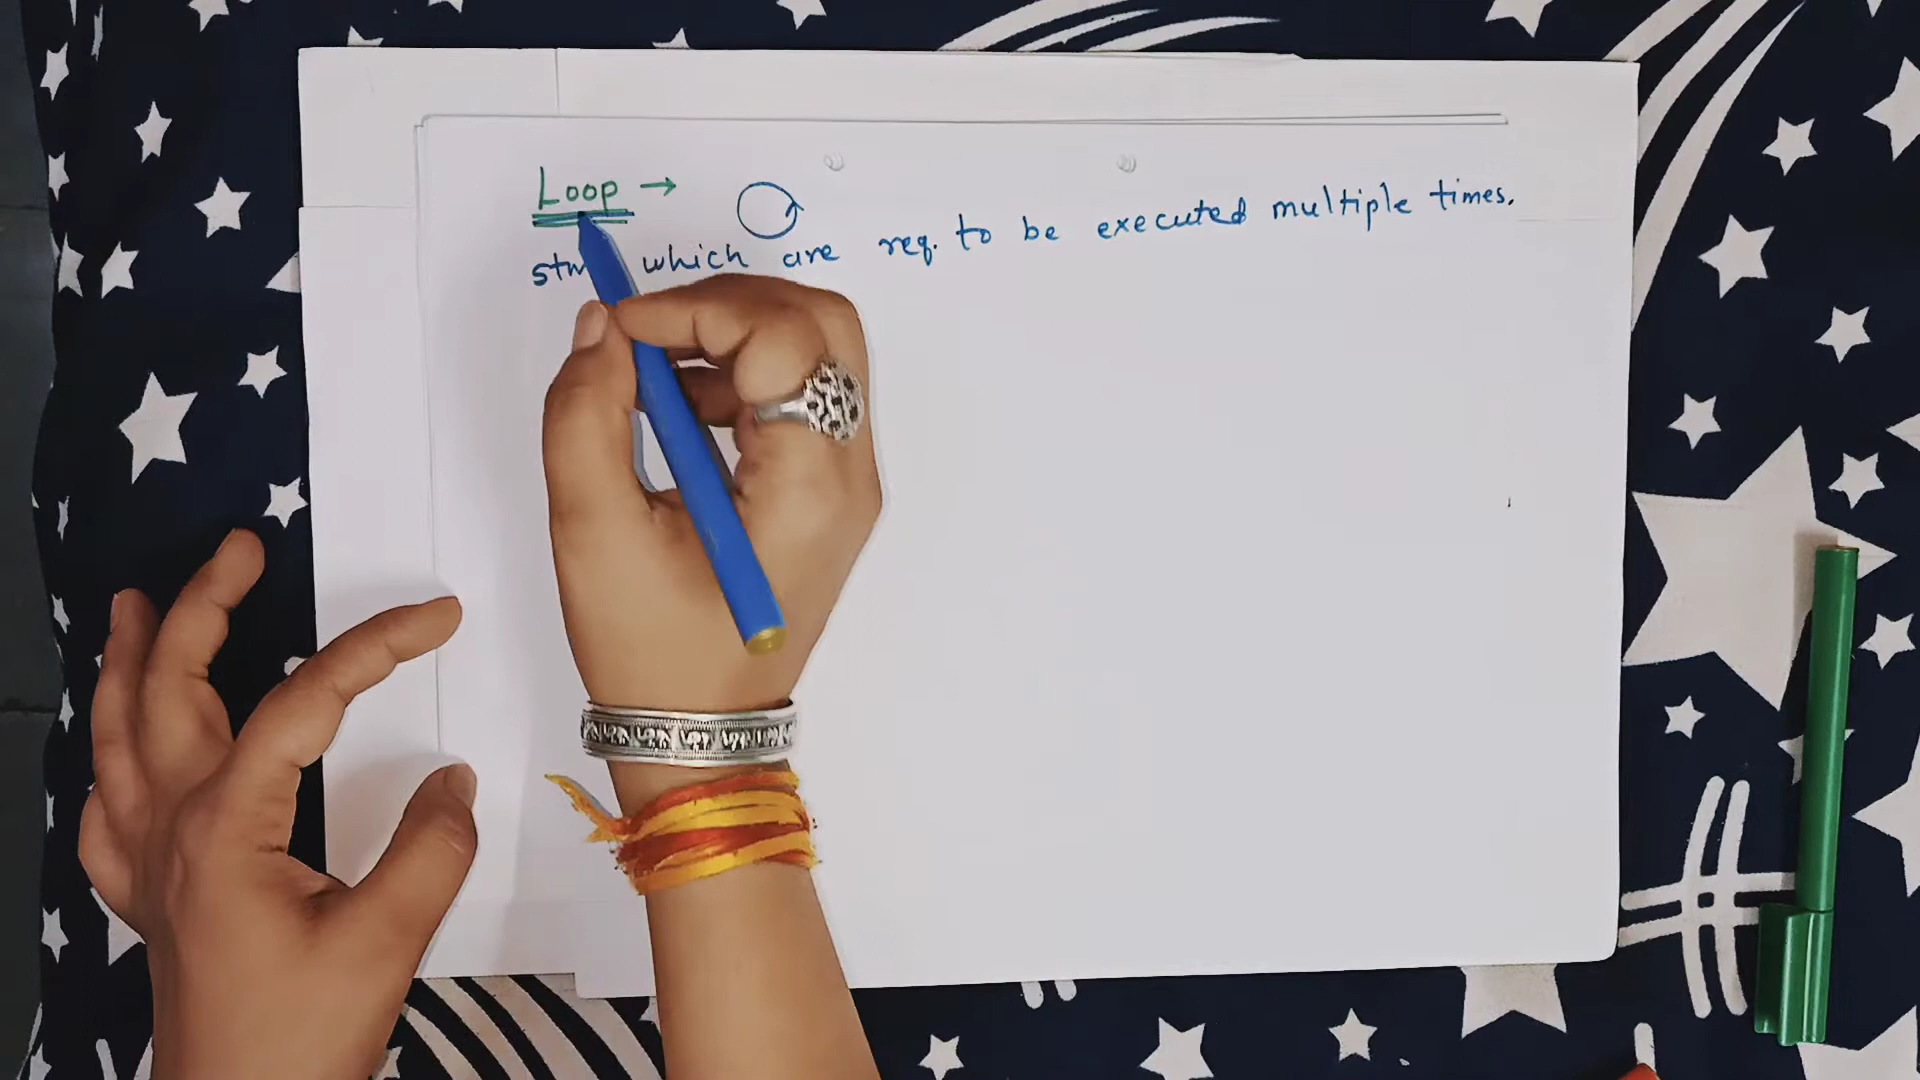 Loop →
which are req. to be executed multiple times.